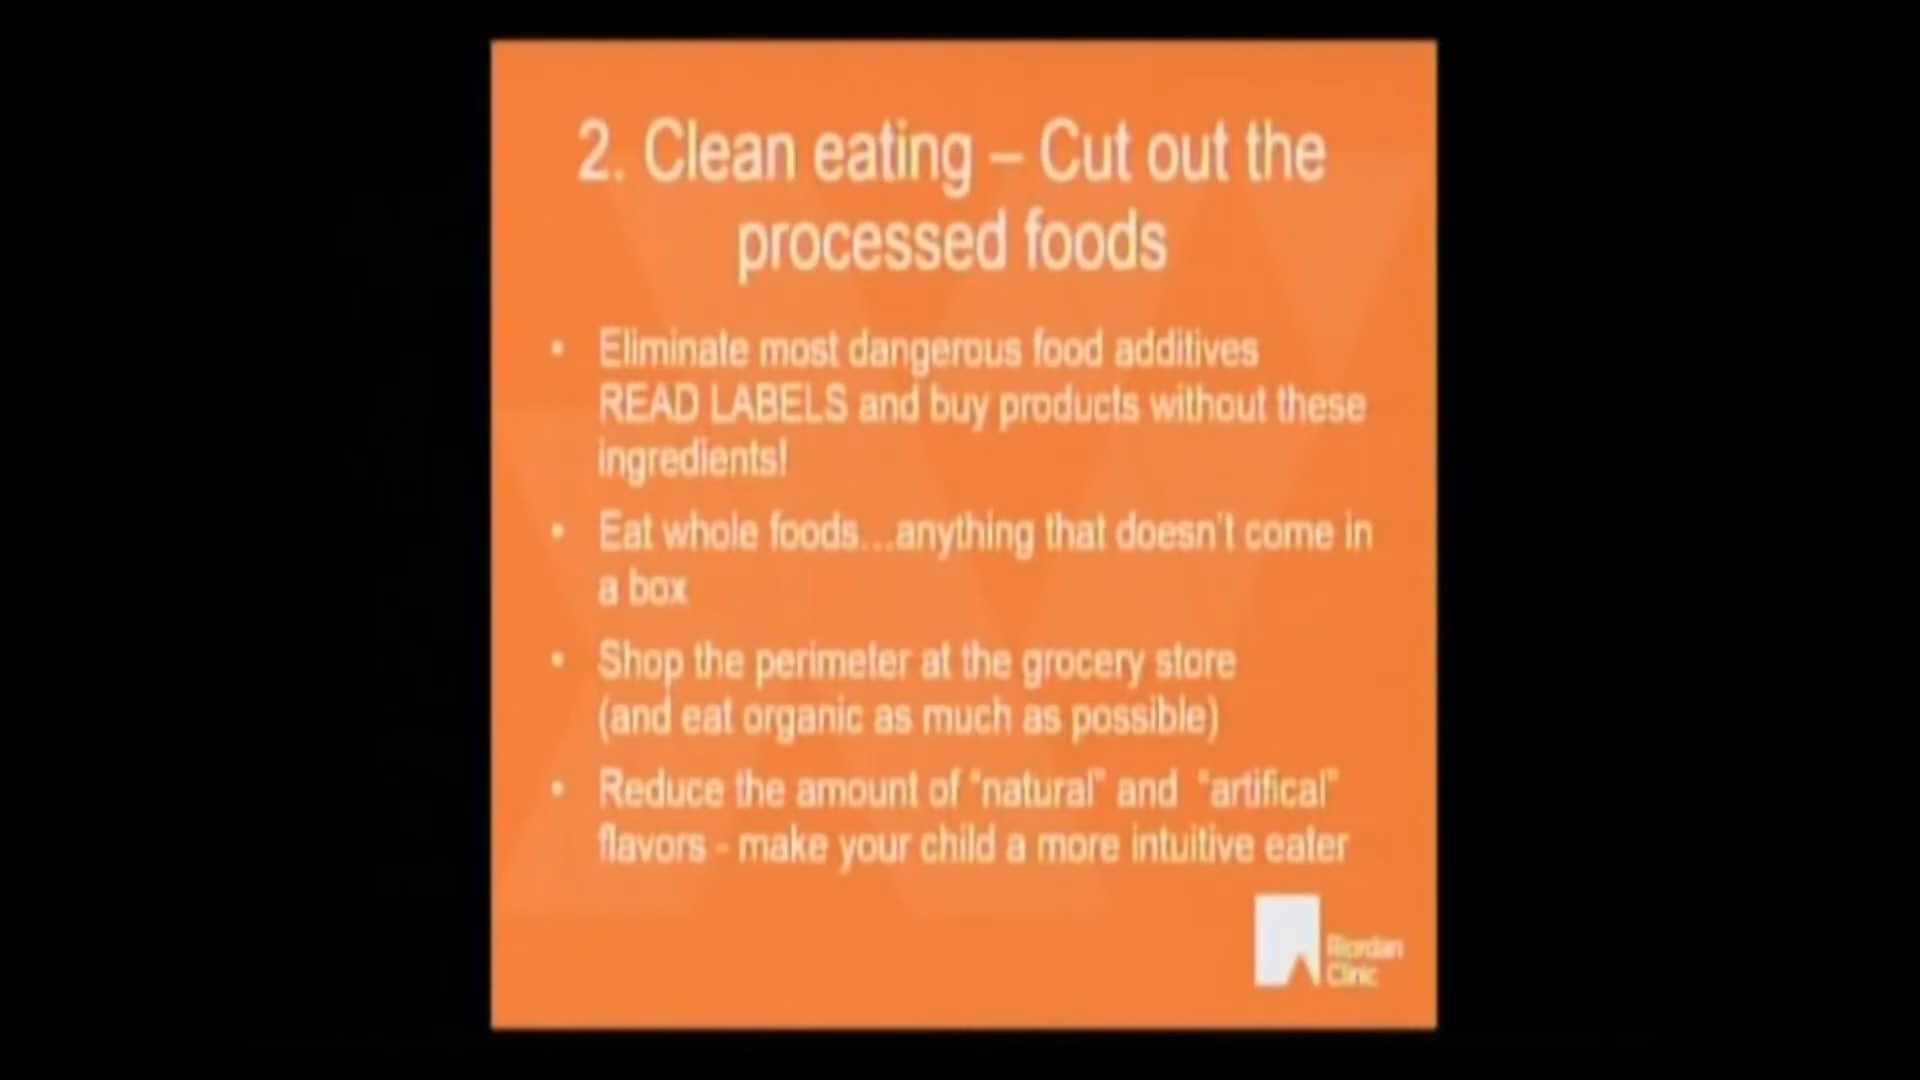 2. Clean eating – Cut out the
processed foods
• Eliminate most dangerous food additives
READ LABELS and buy products without these
ingredients!
• Eat whole foods...anything that doesn't come in
a box
• Shop the perimeter at the grocery store
(and eat organic as much as possible)
• Reduce the amount of "natural" and "artifical"
flavors - make your child a more intuitive eater
Riordan
Clinic